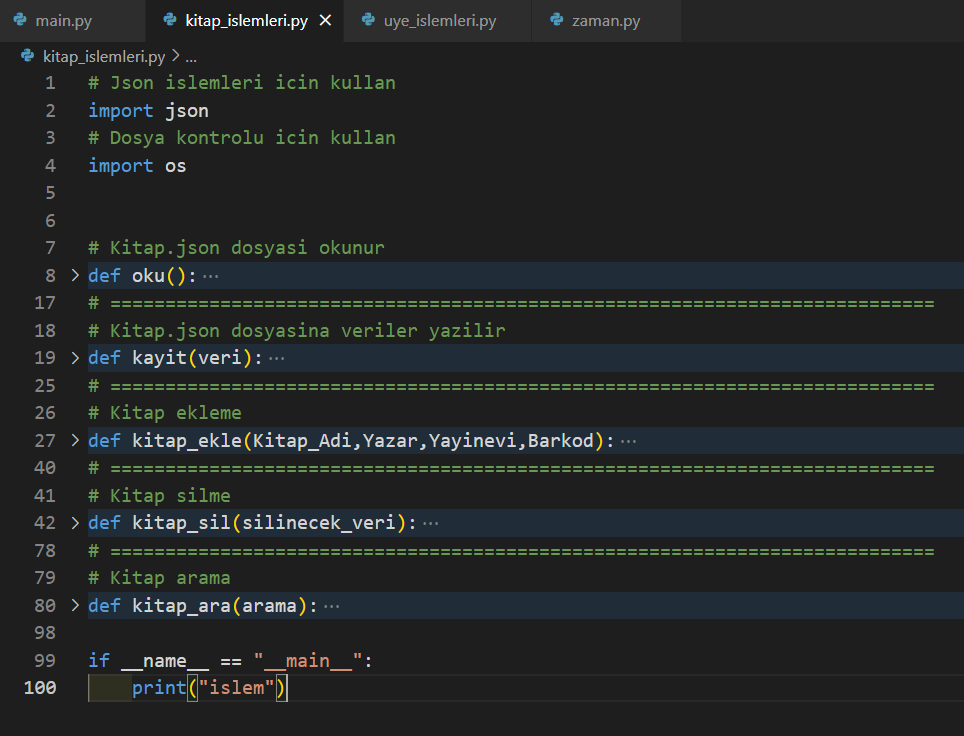 main.py kitap_islemleri.py uye_islemleri.py zaman.py
kitap_islemleri.py > ...
1 # Json islemleri icin kullan
2 import json
3 # Dosya kontrolu icin kullan
4 import os
5
6
7 # Kitap.json dosyasi okunur
8 def oku(): ...
17 # ===========================================================================
18 # Kitap.json dosyasina veriler yazilir
19 def kayit(veri): ...
25 # ===========================================================================
26 # Kitap ekleme
27 def kitap_ekle(Kitap_Adi,Yazar,Yayinevi,Barkod): ...
40 # ===========================================================================
41 # Kitap silme
42 def kitap_sil(silinecek_veri): ...
78 # ===========================================================================
79 # Kitap arama
80 def kitap_ara(arama): ...
98
99 if __name__ == "__main__":
100 print("islem")